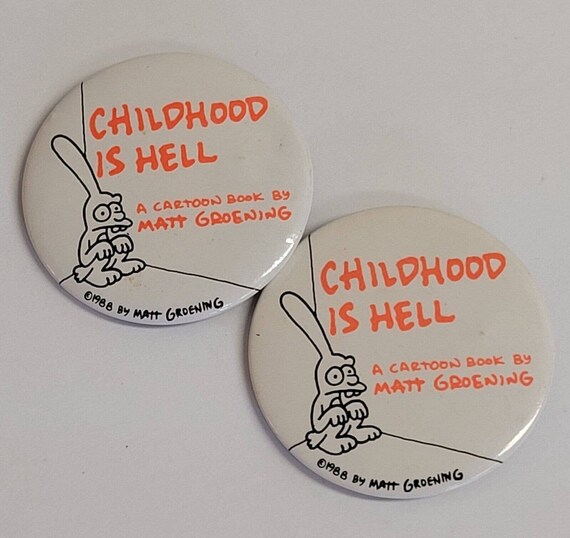 CHILDHOOD
IS HELL
A CARTOON BOOK BY
MATT GROENING
©1988 BY MATT GROENING
CHILDHOOD
IS HELL
A CARTOON BOOK BY
MATT GROENING
©1988 BY MATT GROENING